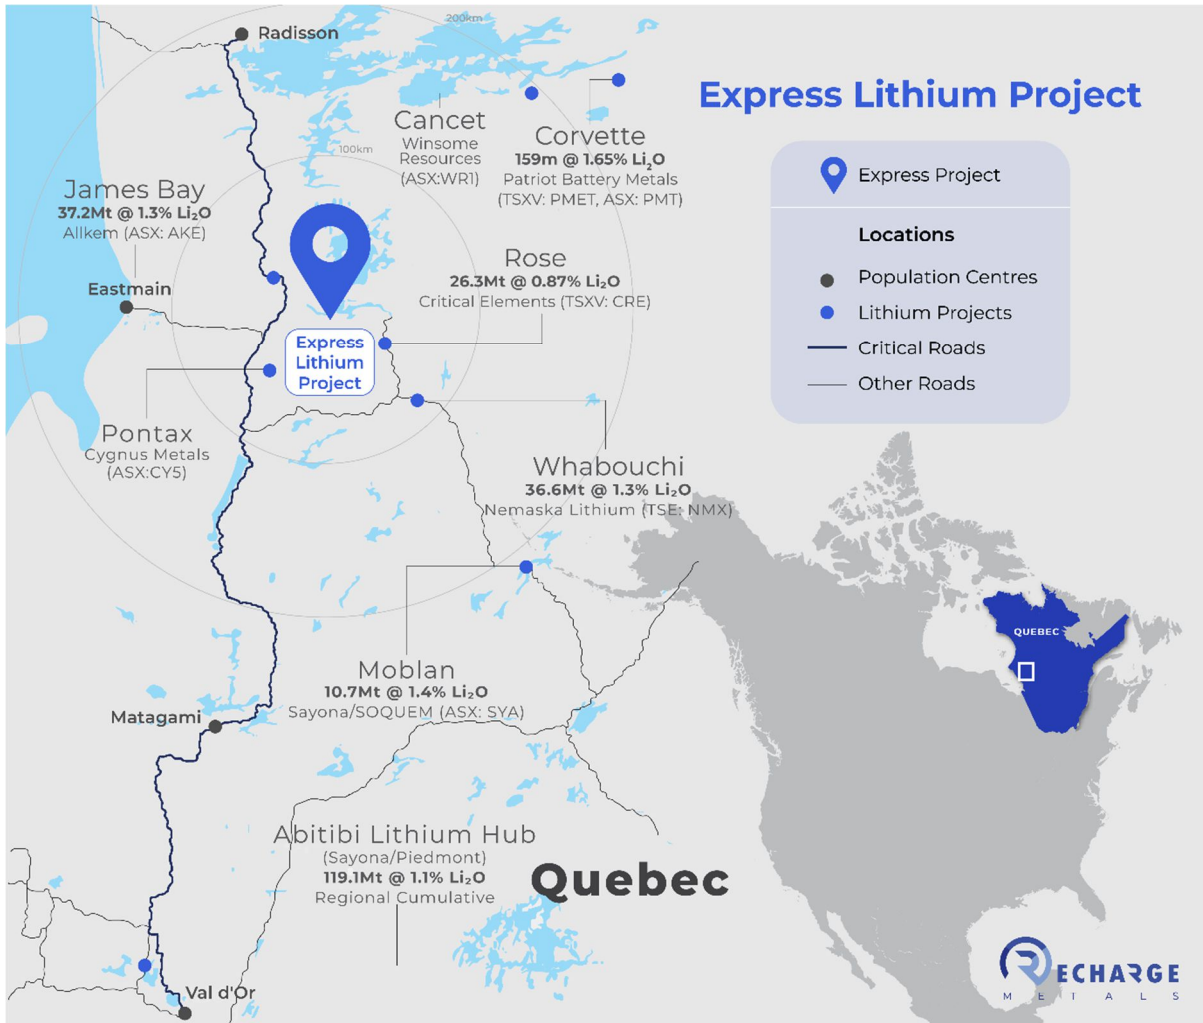 200km
Radisson
Express Lithium Project
Cancet
Winsome
Resources
(ASX:WR1)
Corvette
159m @ 1.65% Li₂O
Patriot Battery Metals
(TSXV: PMET, ASX: PMT)
100km
Express Project
Locations
Population Centres
Lithium Projects
Critical Roads
Other Roads
James Bay
37.2Mt @ 1.3% Li₂O
Allkem (ASX: AKE)
Eastmain
Rose
26.3Mt @ 0.87% Li₂O
Critical Elements (TSXV: CRE)
Express
Lithium
Project
Pontax
Cygnus Metals
(ASX:CY5)
Whabouchi
36.6Mt @ 1.3% Li₂O
Nemaska Lithium (TSE: NMX)
QUEBEC
Moblan
10.7Mt @ 1.4% Li₂O
Sayona/SOQUEM (ASX: SYA)
Matagami
Abitibi Lithium Hub
(Sayona/Piedmont)
119.1Mt @ 1.1% Li₂O
Regional Cumulative
Quebec
Val d'Or
RECHARGE
METALS